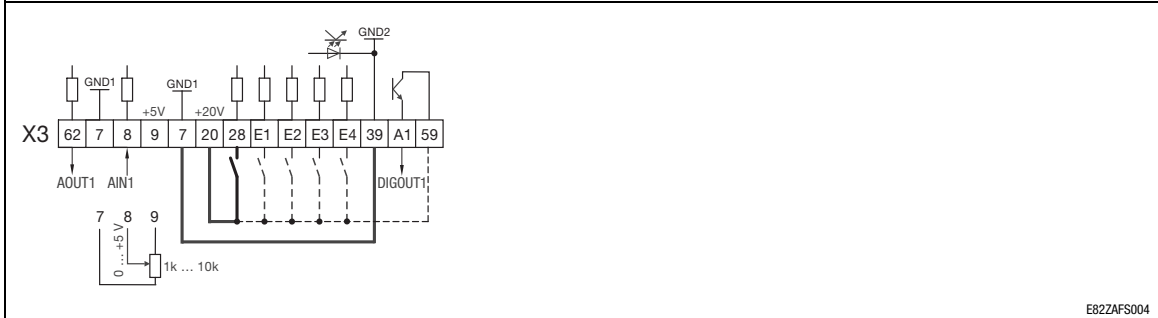 GND2
GND1 GND1
+5V +20V
X3 62 7 8 9 7 20 28 E1 E2 E3 E4 39 A1 59
AOUT1 AIN1 DIGOUT1
7 8 9
0 ... +5 V
1k ... 10k
E82ZAFS004